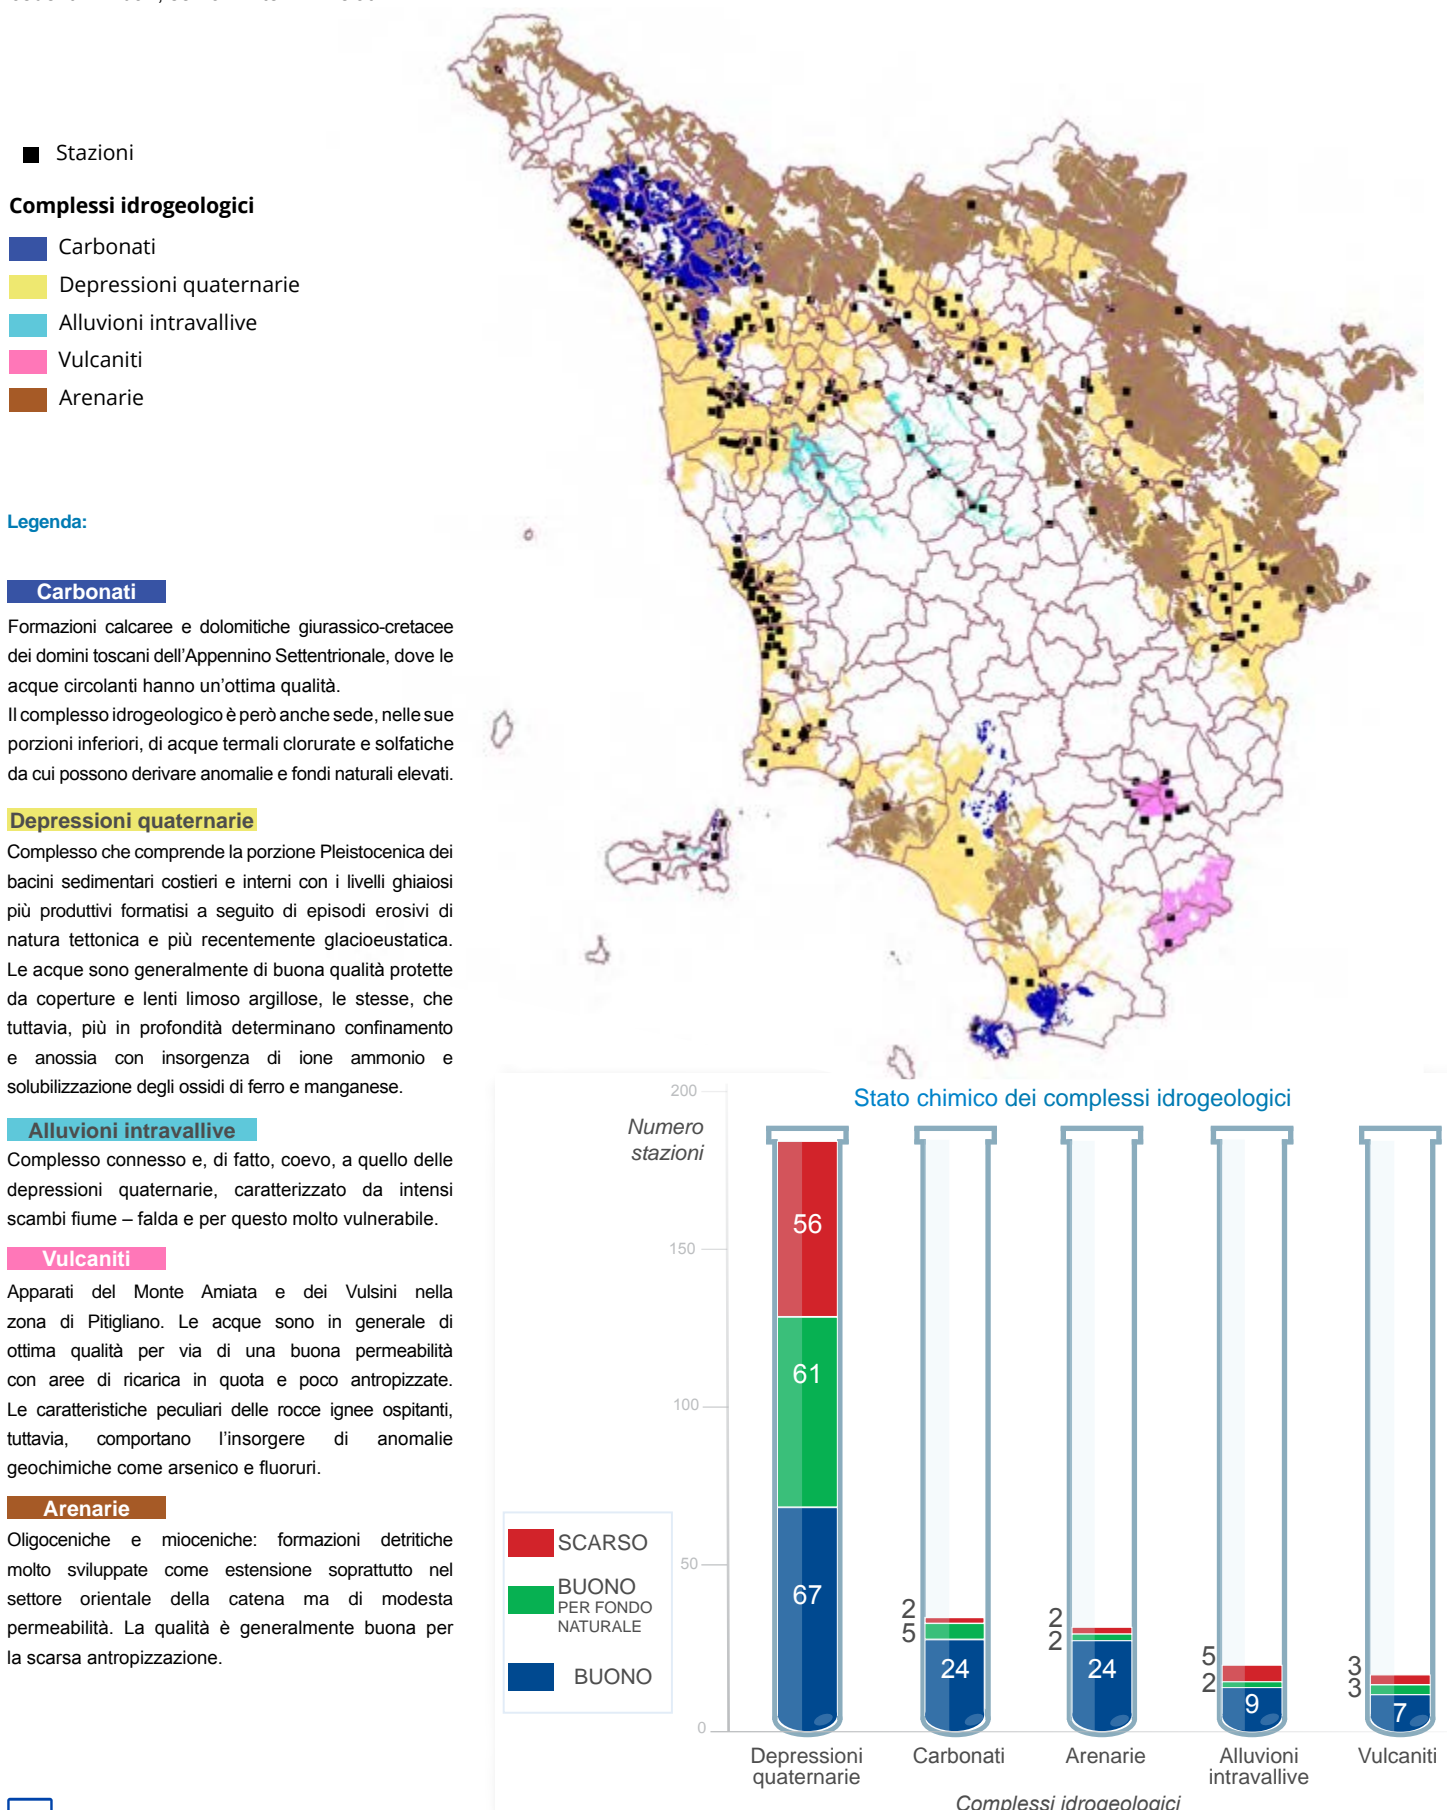 Stazioni
Complessi idrogeologici
Carbonati
Depressioni quaternarie
Alluvioni intravallive
Vulcaniti
Arenarie
Legenda:
Carbonati
Formazioni calcaree e dolomitiche giurassico-cretacee
dei domini toscani dell'Appennino Settentrionale, dove le
acque circolanti hanno un'ottima qualità.
Il complesso idrogeologico è però anche sede, nelle sue
porzioni inferiori, di acque termali clorurate e solfatiche
da cui possono derivare anomalie e fondi naturali elevati.
Depressioni quaternarie
Complesso che comprende la porzione Pleistocenica dei
bacini sedimentari costieri e interni con i livelli ghiaiosi
più produttivi formatisi a seguito di episodi erosivi di
natura tettonica e più recentemente glacioeustatica.
Le acque sono generalmente di buona qualità protette
da coperture e lenti limoso argillose, le stesse, che
tuttavia, più in profondità determinano confinamento
e anossia con insorgenza di ione ammonio e
solubilizzazione degli ossidi di ferro e manganese.
Alluvioni intravallive
Complesso connesso e, di fatto, coevo, a quello delle
depressioni quaternarie, caratterizzato da intensi
scambi fiume – falda e per questo molto vulnerabile.
Vulcaniti
Apparati del Monte Amiata e dei Vulsini nella
zona di Pitigliano. Le acque sono in generale di
ottima qualità per via di una buona permeabilità
con aree di ricarica in quota e poco antropizzate.
Le caratteristiche peculiari delle rocce ignee ospitanti,
tuttavia, comportano l'insorgere di anomalie
geochimiche come arsenico e fluoruri.
Arenarie
Oligoceniche e mioceniche: formazioni detritiche
molto sviluppate come estensione soprattutto nel
settore orientale della catena ma di modesta
permeabilità. La qualità è generalmente buona per
la scarsa antropizzazione.
Stato chimico dei complessi idrogeologici
Numero
stazioni
200
150
100
50
0
SCARSO
BUONO
PER FONDO
NATURALE
BUONO
56
61
67
2
5
24
2
2
24
5
2
9
3
3
7
Depressioni
quaternarie
Carbonati
Arenarie
Alluvioni
intravallive
Vulcaniti
Complessi idrogeologici